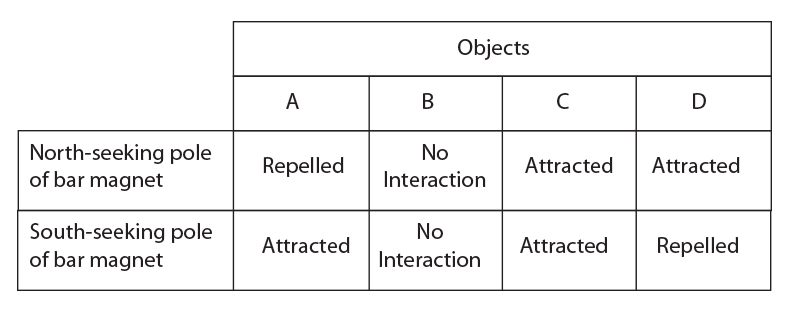 Objects
A
B
C
D
North-seeking pole
of bar magnet
Repelled
No
Interaction
Attracted
Attracted
South-seeking pole
of bar magnet
Attracted
No
Interaction
Attracted
Repelled